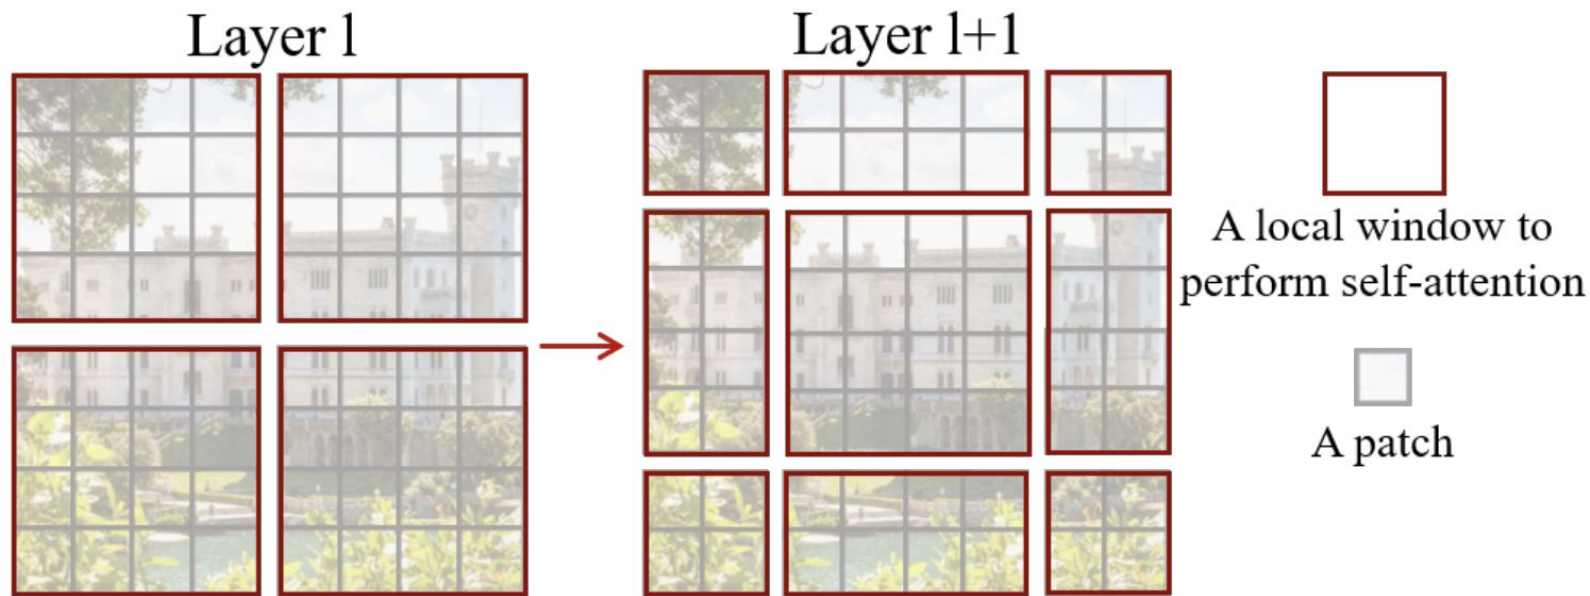 Layer l
Layer l+1
A local window to
perform self-attention
A patch